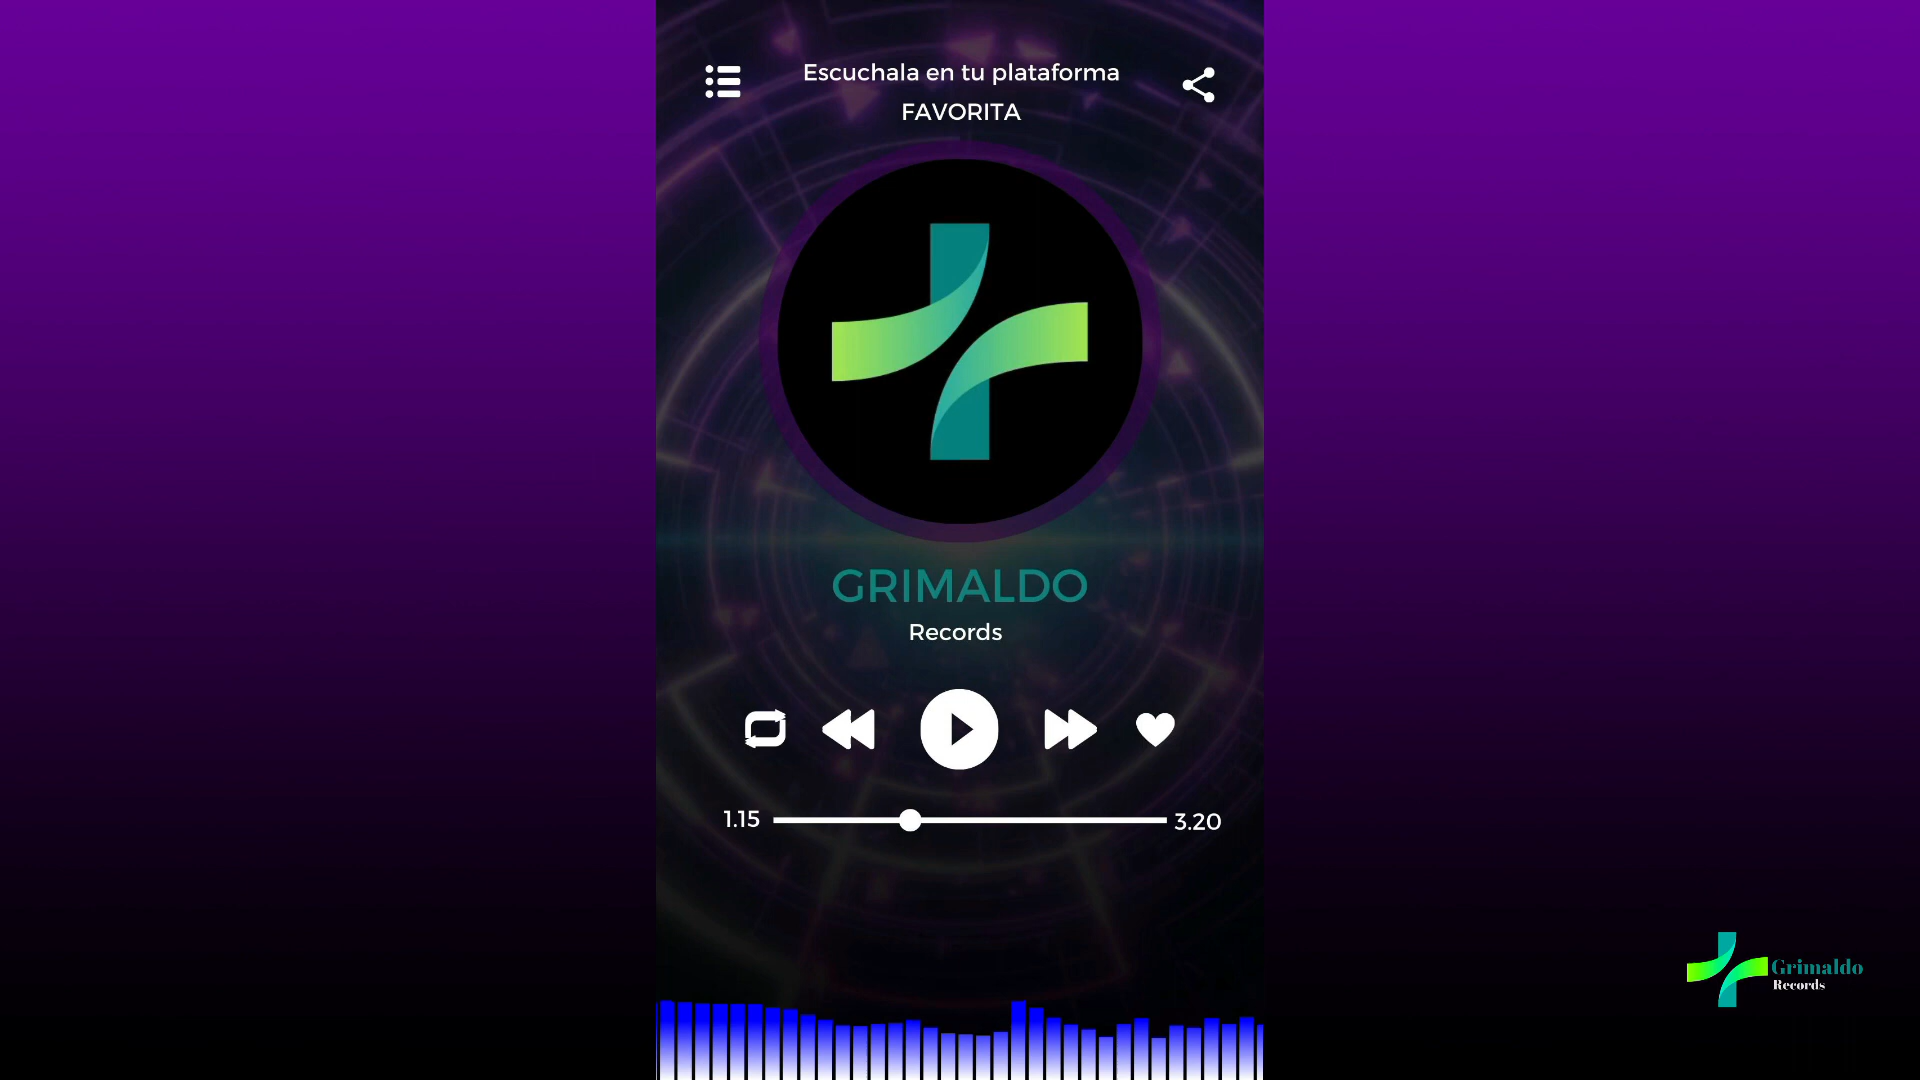 Escuchala en tu plataforma
FAVORITA
GRIMALDO
Records
1.15
3.20
Grimaldo
Records